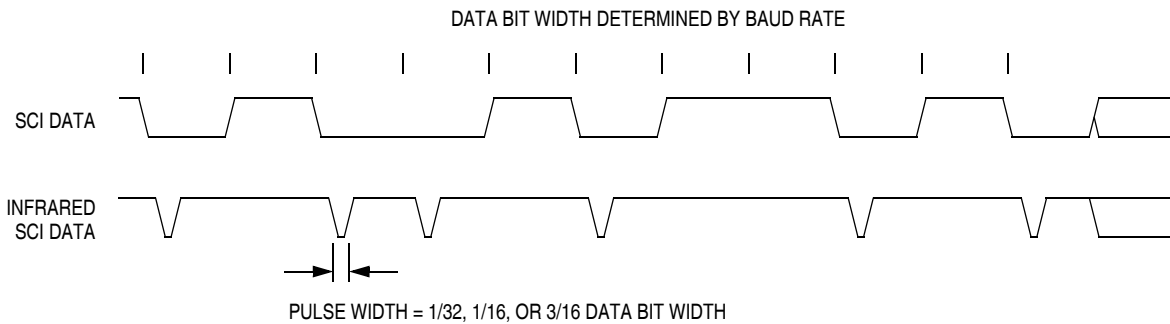 DATA BIT WIDTH DETERMINED BY BAUD RATE
SCI DATA
INFRARED
SCI DATA
PULSE WIDTH = 1/32, 1/16, OR 3/16 DATA BIT WIDTH